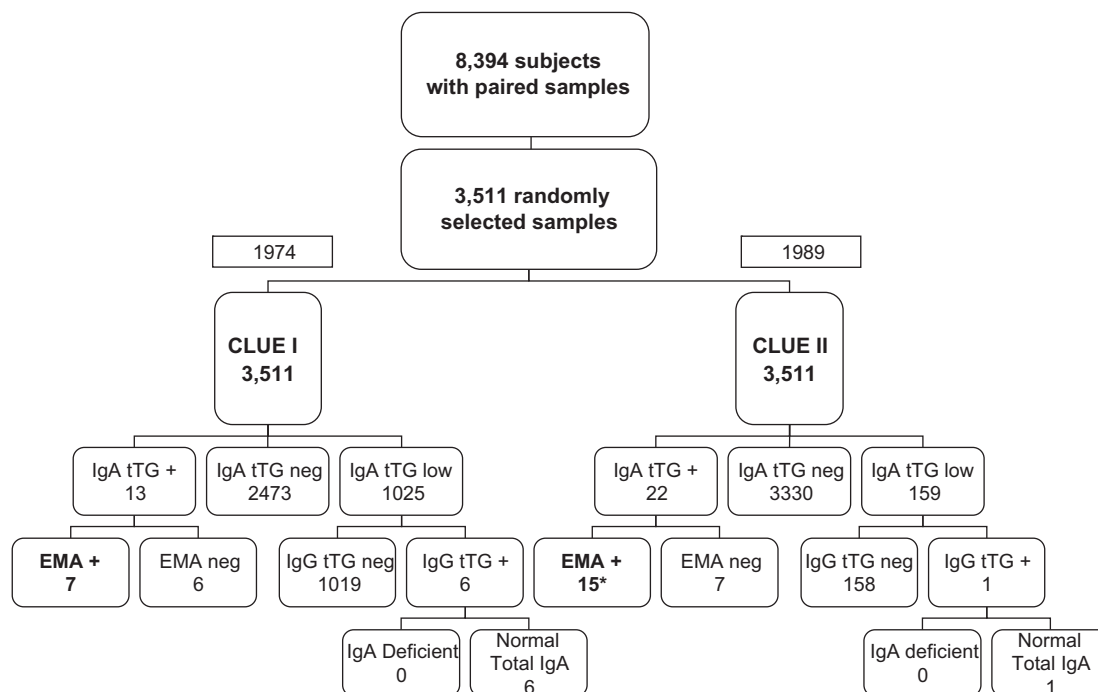 8,394 subjects
with paired samples
3,511 randomly
selected samples
1974
1989
CLUE I
3,511
CLUE II
3,511
IgA tTG +
13
IgA tTG neg
2473
IgA tTG low
1025
IgA tTG +
22
IgA tTG neg
3330
IgA tTG low
159
EMA +
7
EMA neg
6
IgG tTG neg
1019
IgG tTG +
6
EMA +
15*
EMA neg
7
IgG tTG neg
158
IgG tTG +
1
IgA Deficient
0
Normal
Total IgA
6
IgA deficient
0
Normal
Total IgA
1